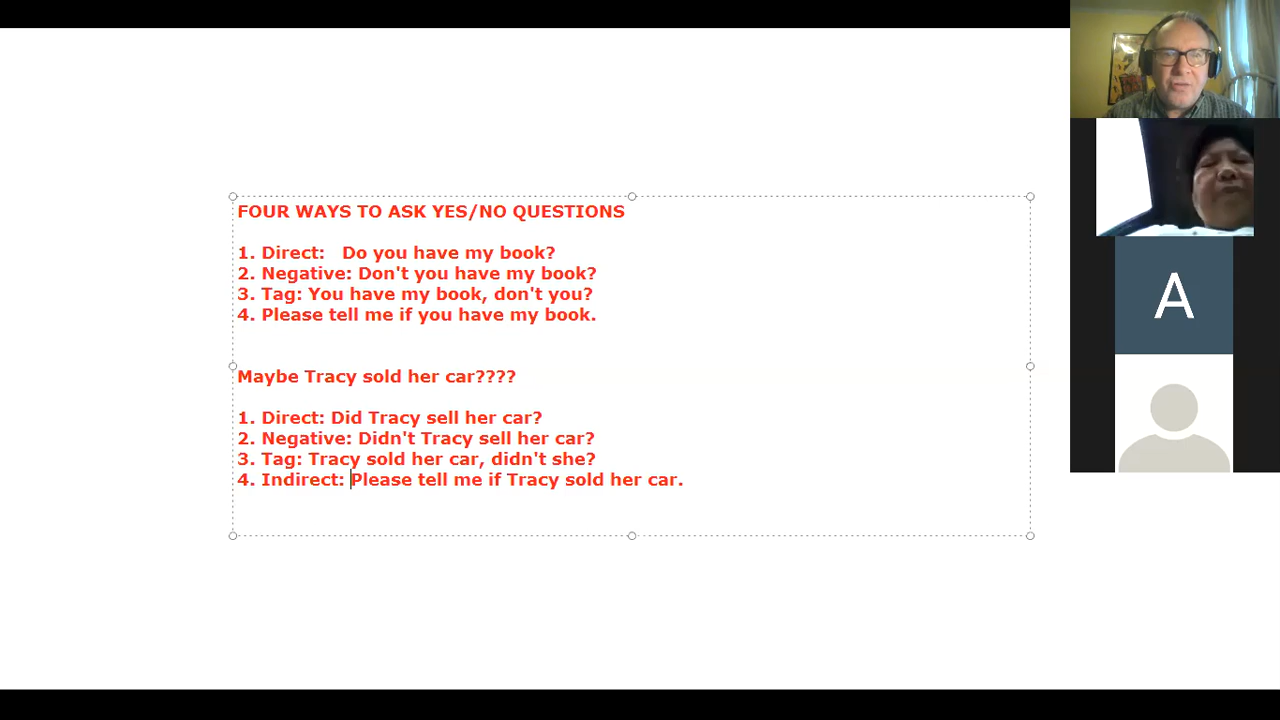 FOUR WAYS TO ASK YES/NO QUESTIONS
1. Direct: Do you have my book?
2. Negative: Don't you have my book?
3. Tag: You have my book, don't you?
4. Please tell me if you have my book.
Maybe Tracy sold her car????
1. Direct: Did Tracy sell her car?
2. Negative: Didn't Tracy sell her car?
3. Tag: Tracy sold her car, didn't she?
4. Indirect: Please tell me if Tracy sold her car.
A